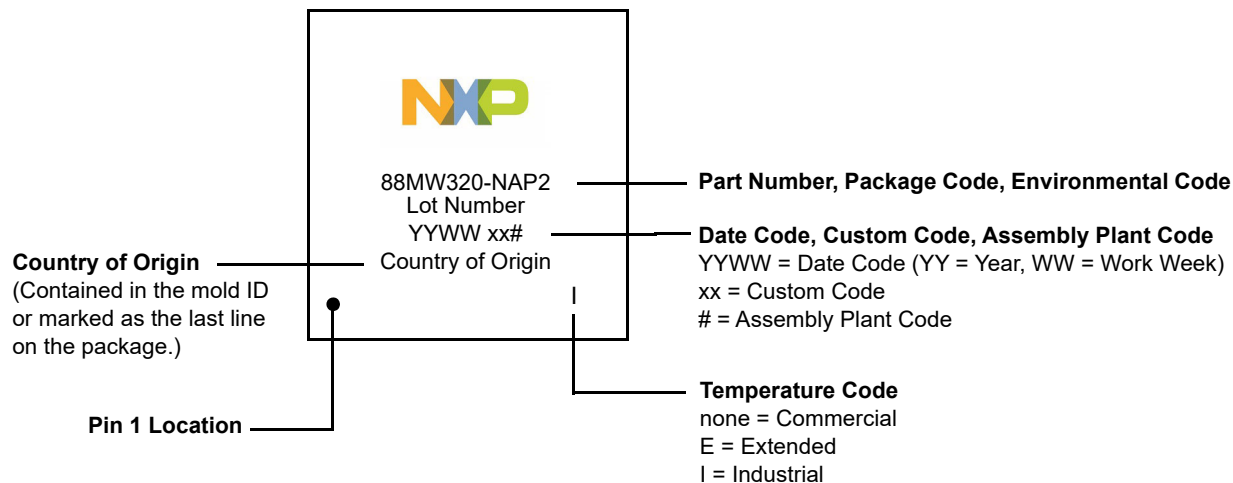 NXP
88MW320-NAP2
Lot Number
YYWW xx#
Country of Origin
I
Part Number, Package Code, Environmental Code
Date Code, Custom Code, Assembly Plant Code
YYWW = Date Code (YY = Year, WW = Work Week)
xx = Custom Code
# = Assembly Plant Code
Country of Origin
(Contained in the mold ID
or marked as the last line
on the package.)
Pin 1 Location
Temperature Code
none = Commercial
E = Extended
I = Industrial